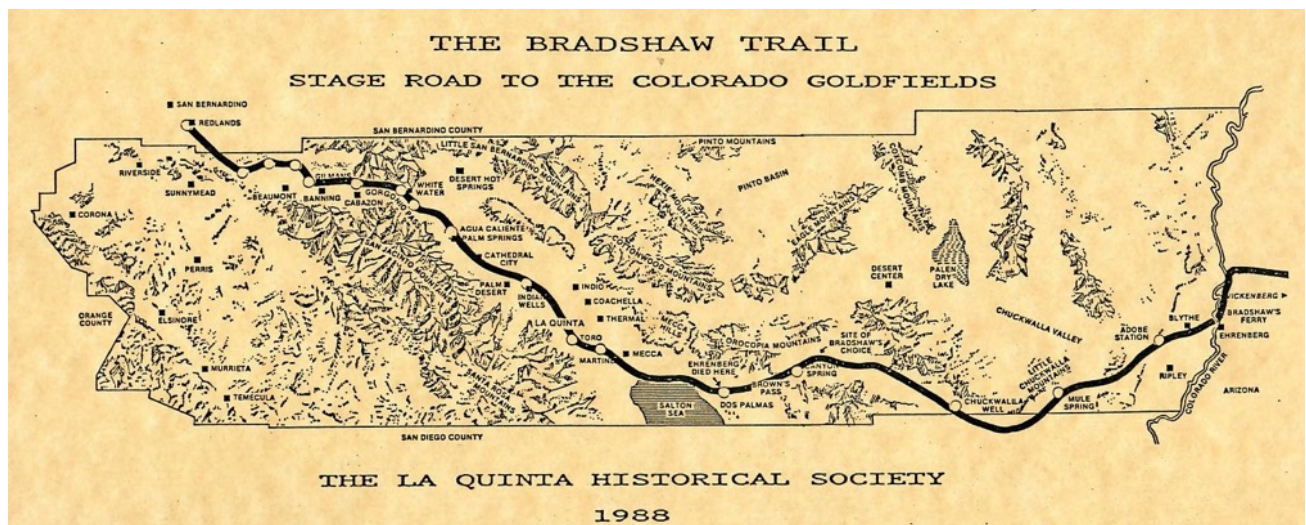 THE BRADSHAW TRAIL
STAGE ROAD TO THE COLORADO GOLDFIELDS
SAN BERNARDINO
REDLANDS
SAN BERNARDINO COUNTY
LITTLE SAN BERNARDINO MOUNTAINS
PINTO MOUNTAINS
RIVERSIDE
SUNNYMEAD
GILMANS
BEAUMONT
BANNING
CABAZON
WHITE
WATER
DESERT HOT
SPRINGS
HEXIE MOUNTAINS
PINTO BASIN
COXCOMB MOUNTAINS
CORONA
AGUA CALIENTE
PALM SPRINGS
SAN JACINTO MOUNTAINS
COTTONWOOD MOUNTAINS
EAGLE MOUNTAINS
PERRIS
CATHEDRAL
CITY
DESERT
CENTER
PALEN
DRY
LAKE
PALM
DESERT
INDIAN
WELLS
INDIO
COACHELLA
THERMAL
ORANGE
COUNTY
ELSINORE
LA QUINTA
TORO
MECCA
HILLS
CHUCKWALLA VALLEY
ADOBE
STATION
BLYTHE
BRADSHAW'S
FERRY
EHRENBERG
MECCA
OROCOPIA MOUNTAINS
SITE OF
BRADSHAW'S
CHOICE
MURRIETA
EHRENBERG
DIED HERE
CANYON
SPRING
LITTLE
MOUNTAINS
RIPLEY
COLORADO RIVER
ARIZONA
TEMECULA
SANTA ROSA
MOUNTAINS
SALTON
SEA
BROWN'S
PASS
DOS PALMAS
WELL
MULE
SPRING
SAN DIEGO COUNTY
THE LA QUINTA HISTORICAL SOCIETY
1988